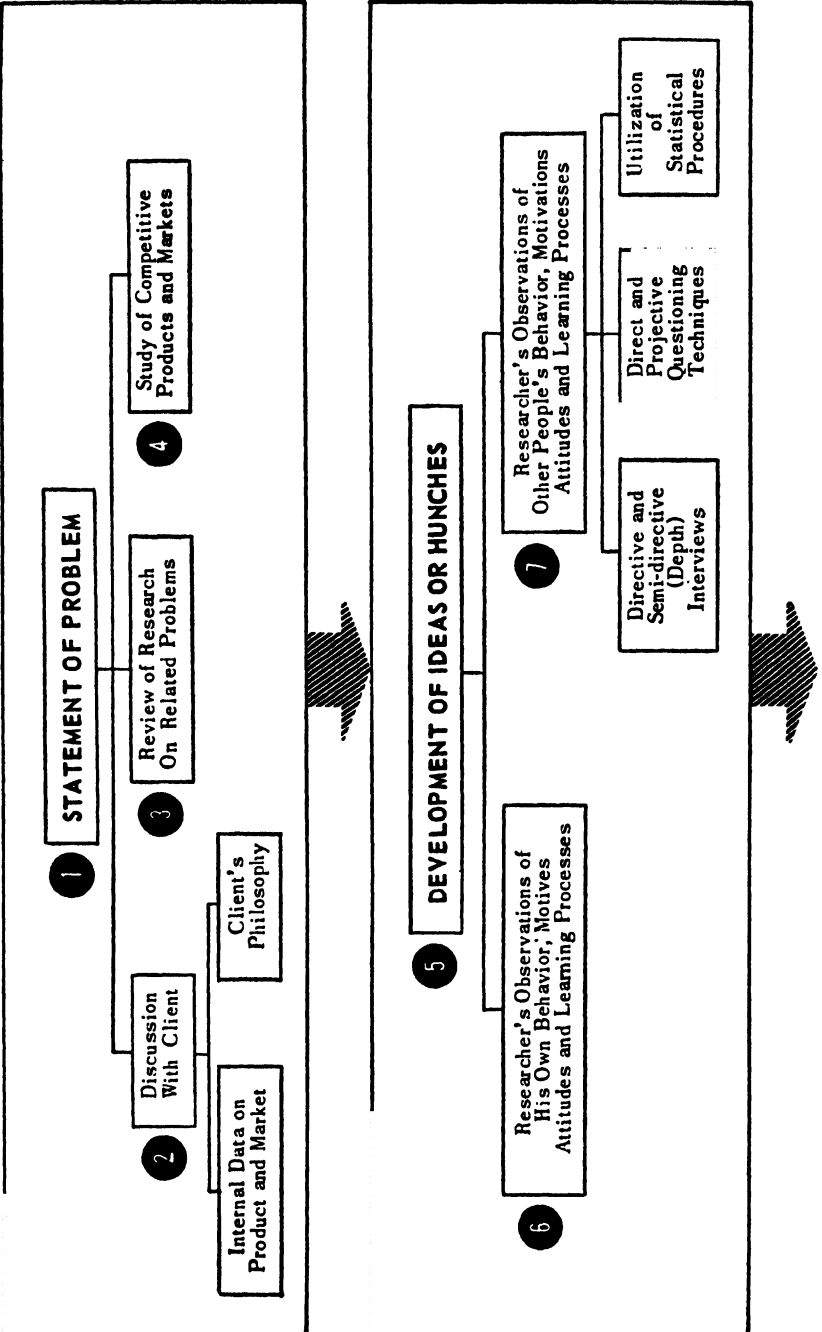 1
STATEMENT OF PROBLEM
2
Discussion
With Client
Internal Data on
Product and Market
Client's
Philosophy
3
Review of Research
On Related Problems
4
Study of Competitive
Products and Markets
5
DEVELOPMENT OF IDEAS OR HUNCHES
6
Researcher's Observations of
His Own Behavior, Motives
Attitudes and Learning Processes
7
Researcher's Observations of
Other People's Behavior, Motivations
Attitudes and Learning Processes
Directive and
Semi-directive
(Depth)
Interviews
Direct and
Projective
Questioning
Techniques
Utilization
of
Statistical
Procedures